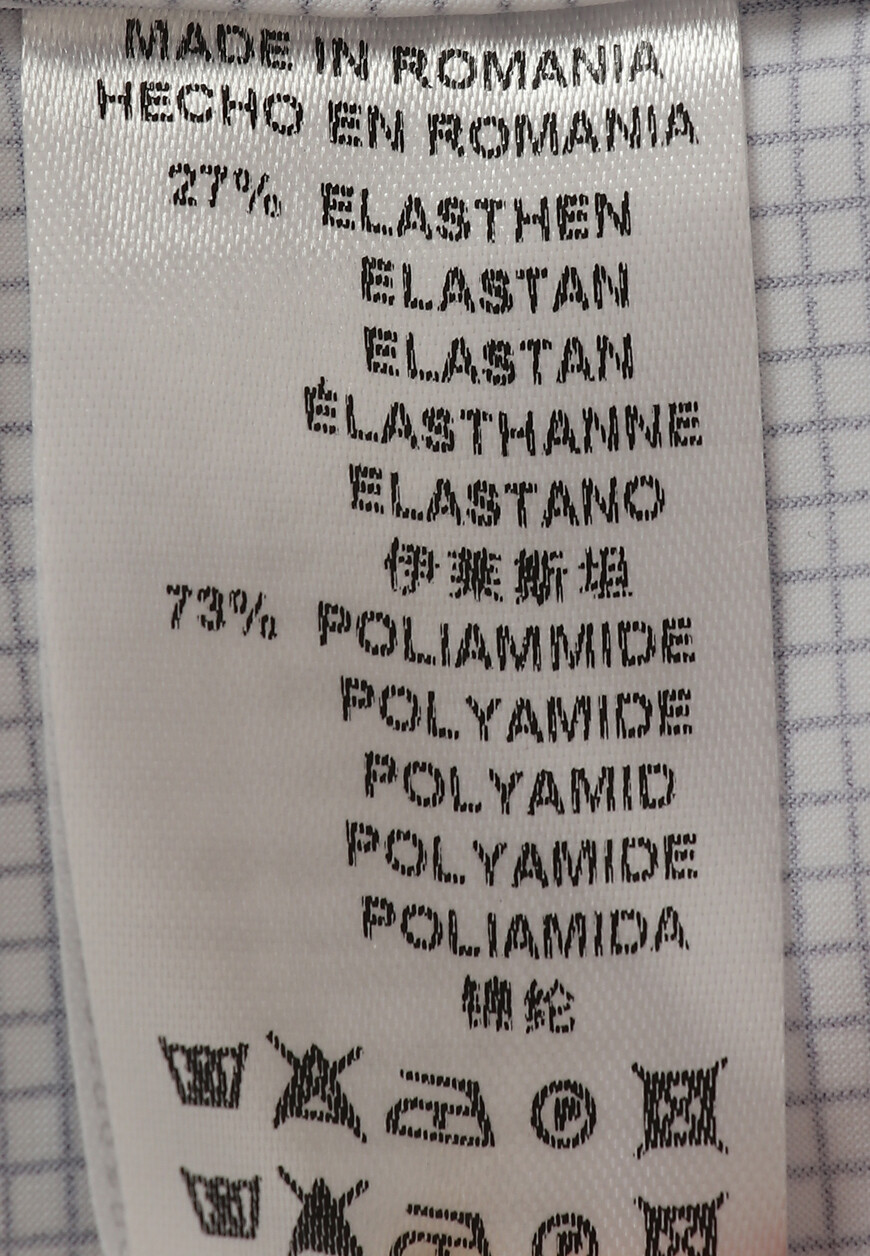 MADE IN ROMANIA
HECHO EN ROMANIA
27% ELASTHEN
ELASTAN
ELASTAN
ÉLASTHANNE
ELASTANO
伊莱斯坦
73% POLIAMMIDE
POLYAMIDE
POLYAMID
POLYAMIDE
POLIAMIDA
锦纶
P